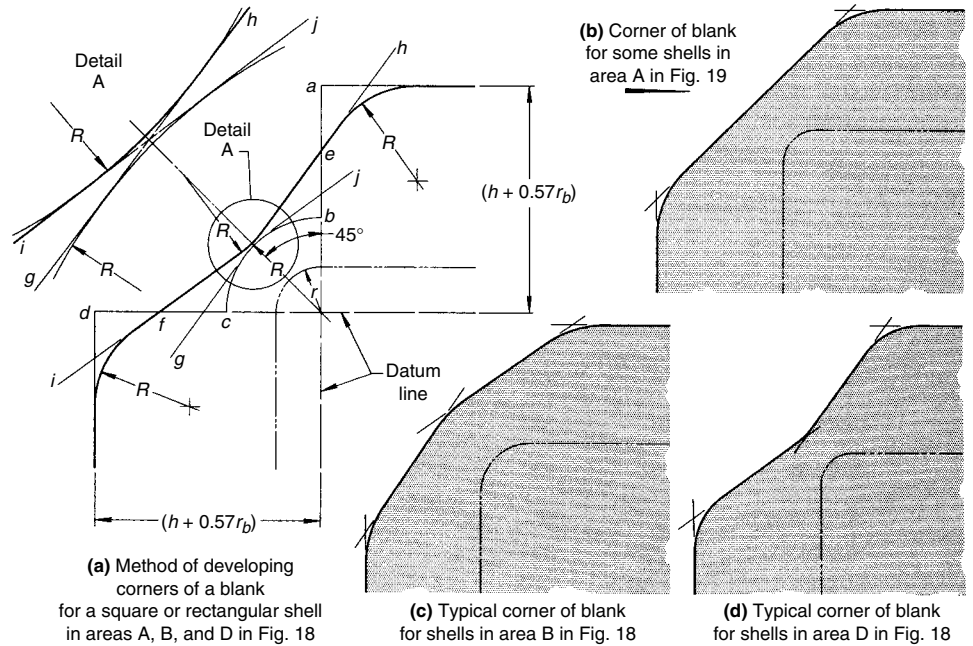 h
j
Detail
A
R
i
g
R
Detail
A
a
h
R
e
j
b
45°
R
R
r
d
f
c
g
i
R
Datum
line
(h + 0.57r_b)
(h + 0.57r_b)
(a) Method of developing
corners of a blank
for a square or rectangular shell
in areas A, B, and D in Fig. 18
(b) Corner of blank
for some shells in
area A in Fig. 19
(c) Typical corner of blank
for shells in area B in Fig. 18
(d) Typical corner of blank
for shells in area D in Fig. 18